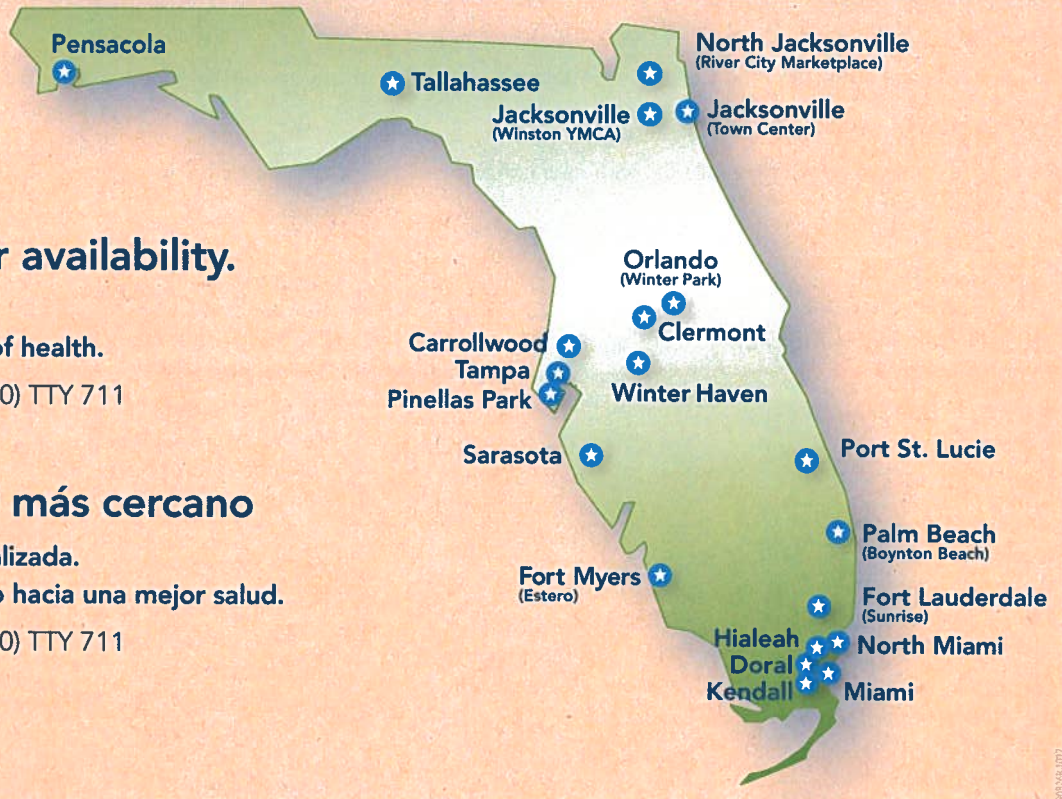 Pensacola
Tallahassee
North Jacksonville
(River City Marketplace)
Jacksonville
(Winston YMCA)
Jacksonville
(Town Center)
r availability.
of health.
0) TTY 711
más cercano
lizada.
o hacia una mejor salud.
0) TTY 711
Orlando
(Winter Park)
Clermont
Carrollwood
Tampa
Pinellas Park
Winter Haven
Sarasota
Port St. Lucie
Palm Beach
(Boynton Beach)
Fort Myers
(Estero)
Fort Lauderdale
(Sunrise)
Hialeah
North Miami
Doral
Kendall
Miami